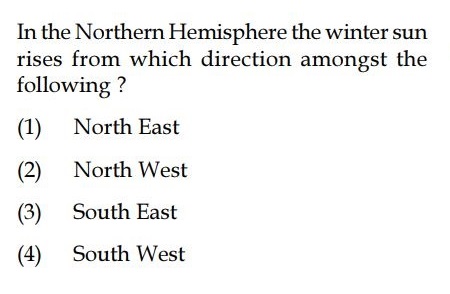 In the Northern Hemisphere the winter sun
rises from which direction amongst the
following ?
(1) North East
(2) North West
(3) South East
(4) South West